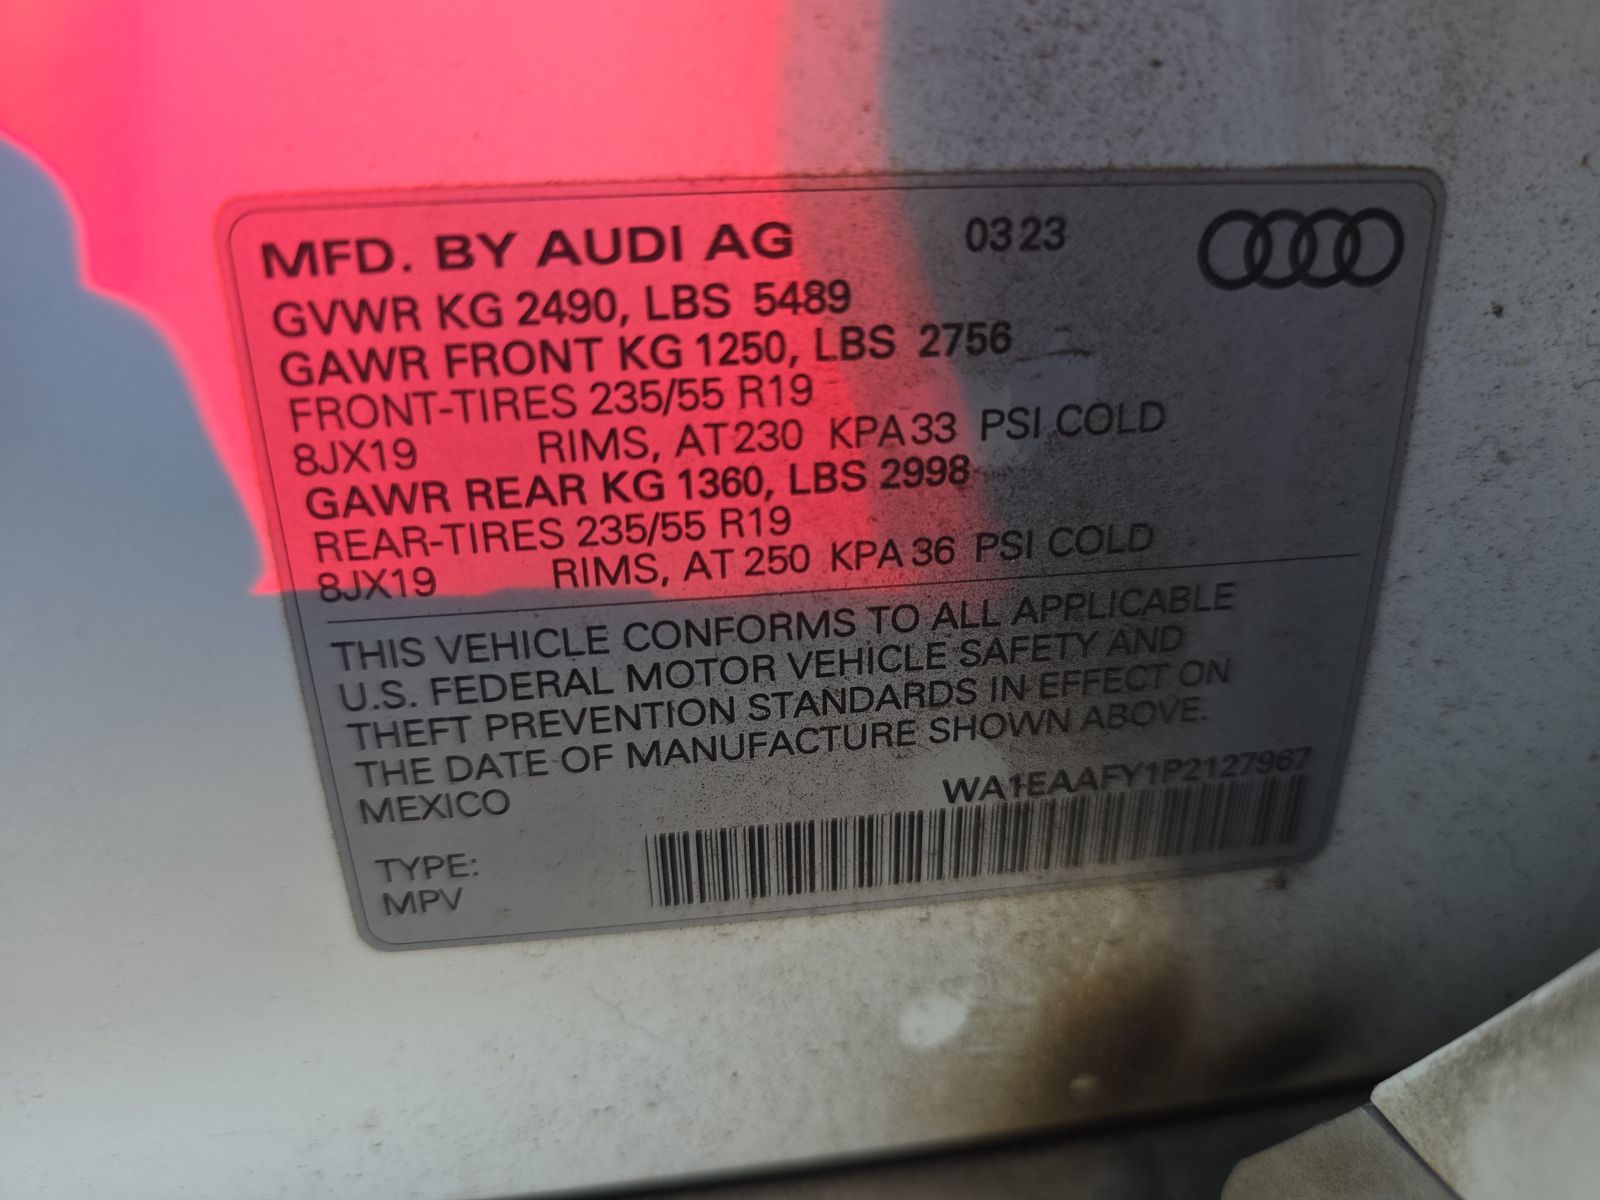 MFD. BY AUDI AG 0323
GVWR KG 2490, LBS 5489
GAWR FRONT KG 1250, LBS 2756
FRONT-TIRES 235/55 R19
8JX19 RIMS, AT 230 KPA 33 PSI COLD
GAWR REAR KG 1360, LBS 2998
REAR-TIRES 235/55 R19
8JX19 RIMS, AT 250 KPA 36 PSI COLD
THIS VEHICLE CONFORMS TO ALL APPLICABLE
U.S. FEDERAL MOTOR VEHICLE SAFETY AND
THEFT PREVENTION STANDARDS IN EFFECT ON
THE DATE OF MANUFACTURE SHOWN ABOVE.
MEXICO WA1EAAFY1P2127967
TYPE:
MPV